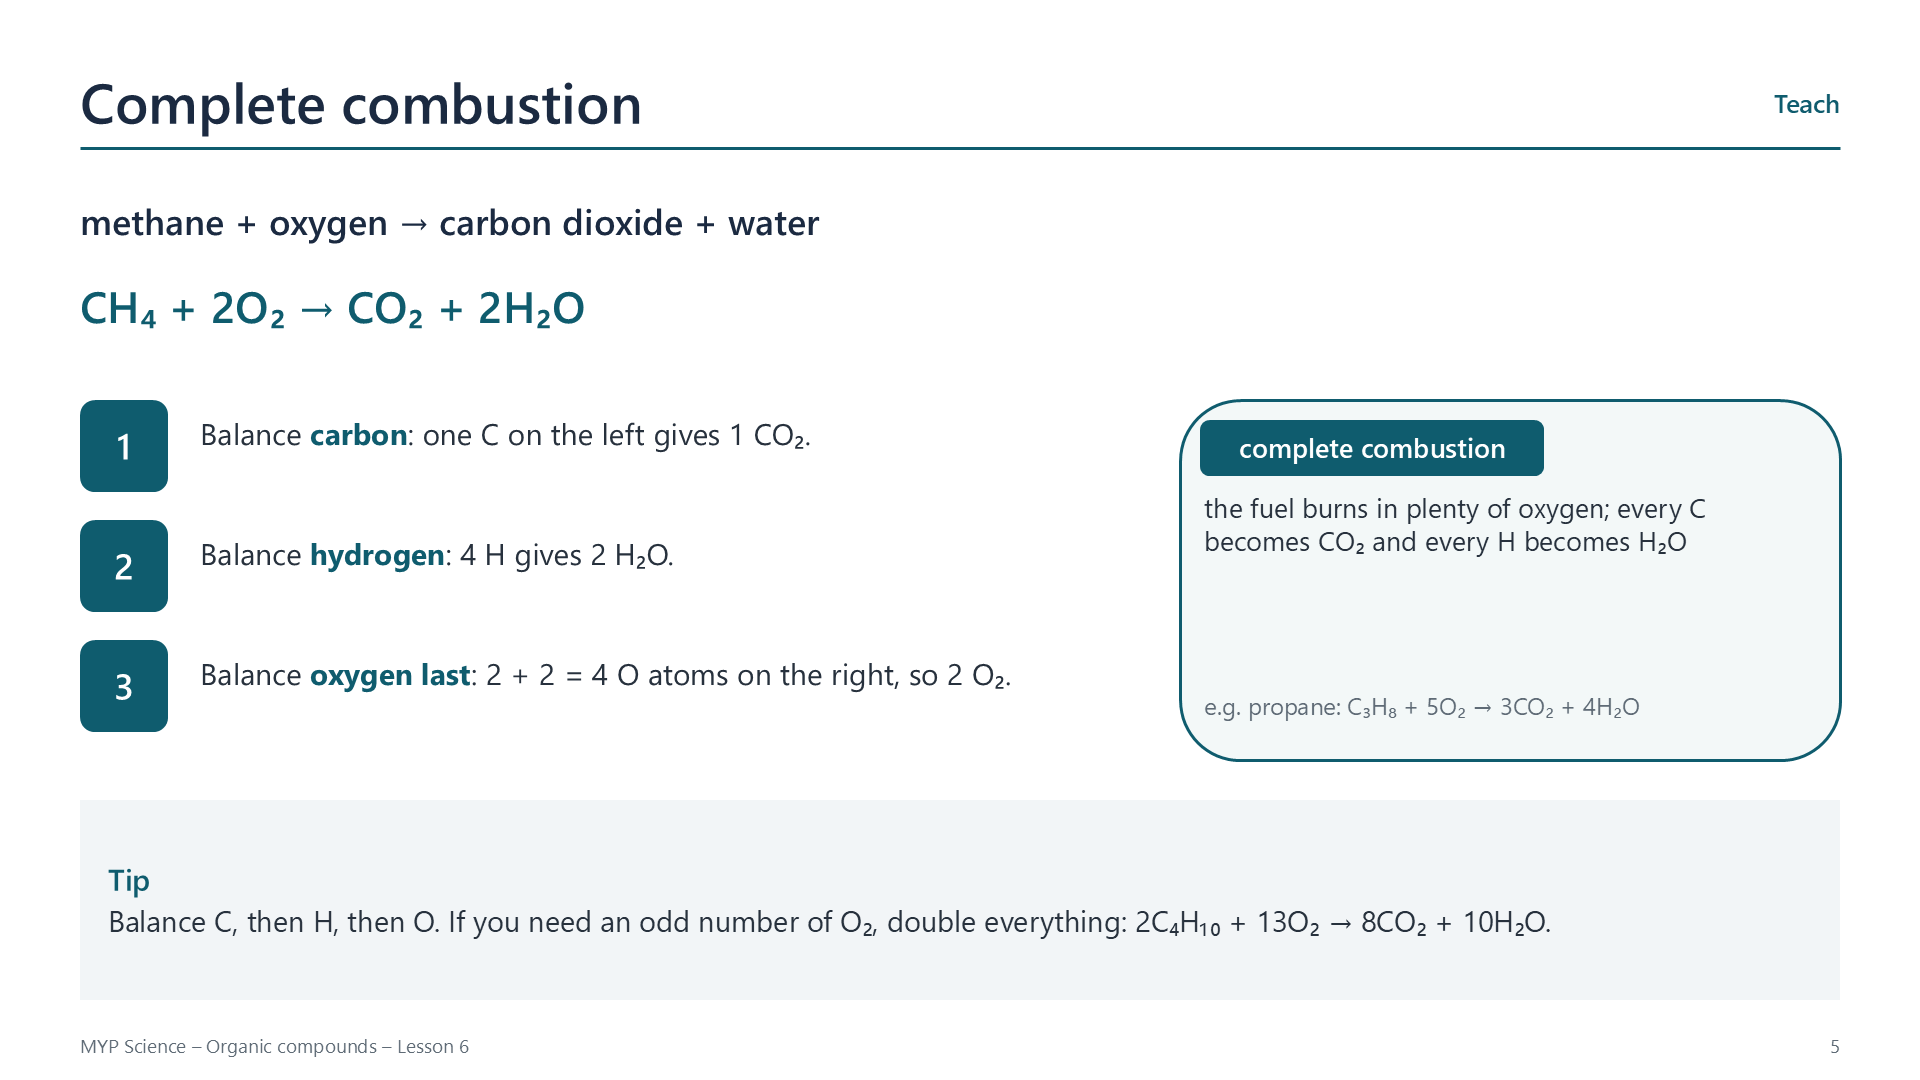 Complete combustion
Teach
methane + oxygen → carbon dioxide + water
CH₄ + 2O₂ → CO₂ + 2H₂O
1
Balance carbon: one C on the left gives 1 CO₂.
2
Balance hydrogen: 4 H gives 2 H₂O.
3
Balance oxygen last: 2 + 2 = 4 O atoms on the right, so 2 O₂.
complete combustion
the fuel burns in plenty of oxygen; every C
becomes CO₂ and every H becomes H₂O
e.g. propane: C₃H₈ + 5O₂ → 3CO₂ + 4H₂O
Tip
Balance C, then H, then O. If you need an odd number of O₂, double everything: 2C₄H₁₀ + 13O₂ → 8CO₂ + 10H₂O.
MYP Science – Organic compounds – Lesson 6
5